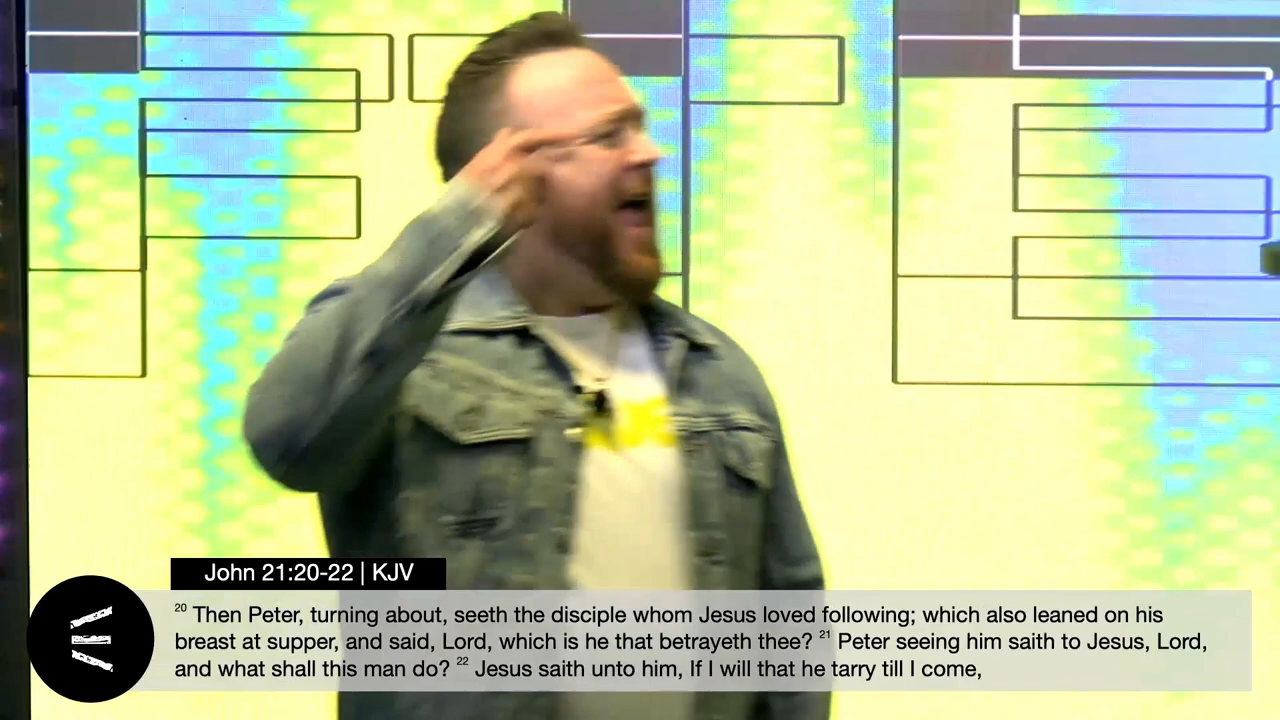 John 21:20-22 | KJV
20 Then Peter, turning about, seeth the disciple whom Jesus loved following; which also leaned on his
breast at supper, and said, Lord, which is he that betrayeth thee? 21 Peter seeing him saith to Jesus, Lord,
and what shall this man do? 22 Jesus saith unto him, If I will that he tarry till I come,